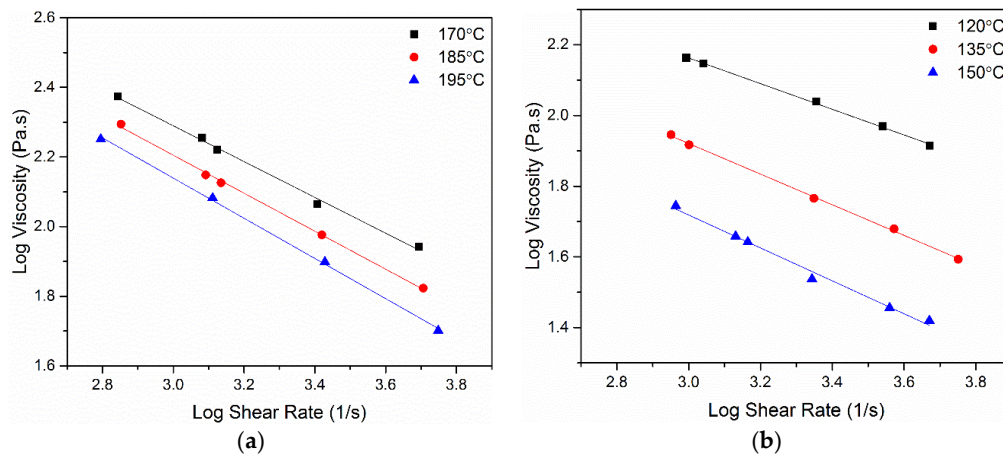 2.6
170°C
185°C
195°C
2.4
2.2
2.0
1.8
1.6
Log Viscosity (Pa.s)
2.8 3.0 3.2 3.4 3.6 3.8
Log Shear Rate (1/s)
(a)
120°C
135°C
150°C
2.2
2.0
1.8
1.6
1.4
Log Viscosity (Pa.s)
2.8 3.0 3.2 3.4 3.6 3.8
Log Shear Rate (1/s)
(b)